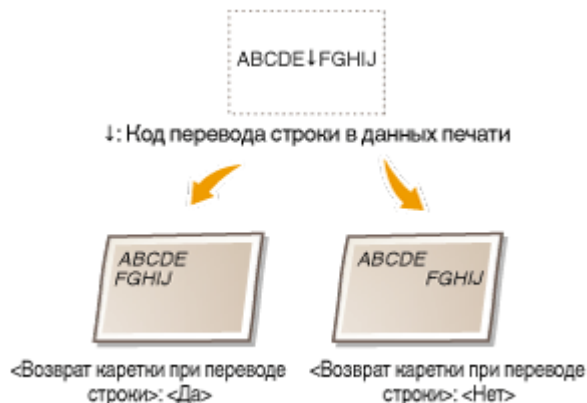 ABCDE↓FGHIJ
↓: Код перевода строки в данных печати
ABCDE
FGHIJ
ABCDE
FGHIJ
<Возврат каретки при переводе
строки>: <Да>
<Возврат каретки при переводе
строки>: <Нет>